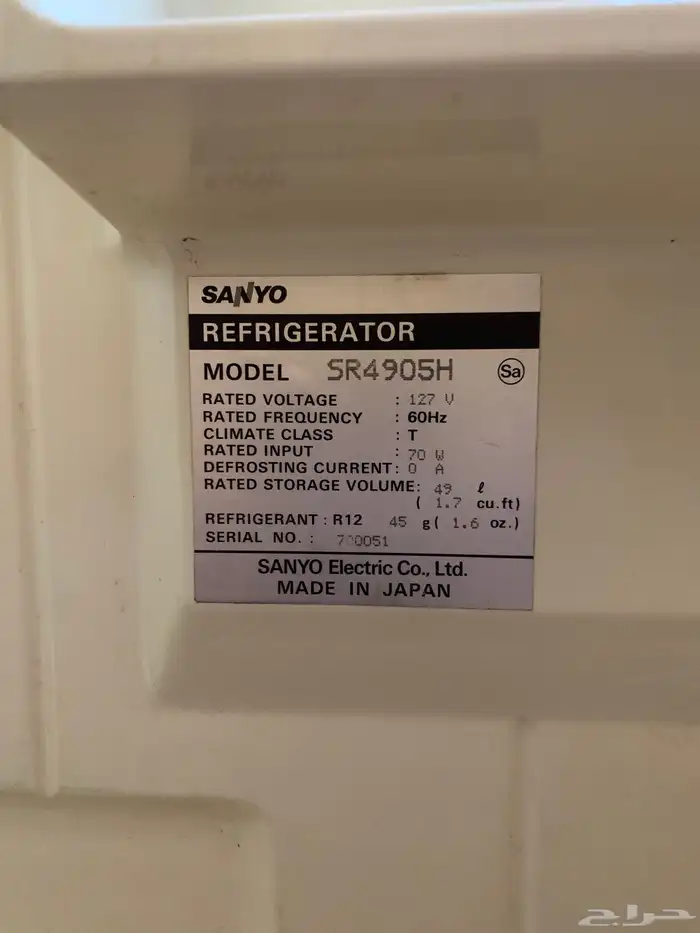 SANYO
REFRIGERATOR
MODEL SR4905H Sa
RATED VOLTAGE : 127 V
RATED FREQUENCY : 60Hz
CLIMATE CLASS : T
RATED INPUT : 70 W
DEFROSTING CURRENT: 0 A
RATED STORAGE VOLUME: 49 ℓ
( 1.7 cu.ft)
REFRIGERANT : R12 45 g( 1.6 oz.)
SERIAL NO. :
SANYO Electric Co., Ltd.
MADE IN JAPAN
حراج